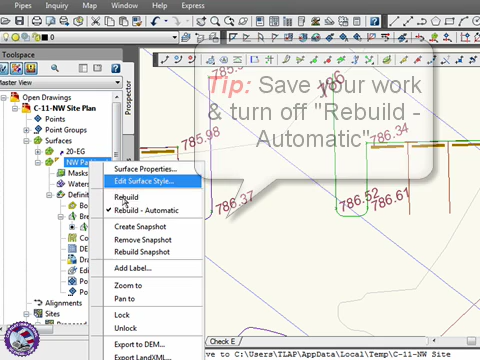 Pipes Inquiry Window Help Express
Toolspace
Master View
Open Drawings
C-11-NW Site Plan
Points
Point Groups
Surfaces
20-EG
NW Pa
Masks
Waters
Definit
Bo
Bre
Co
DE
Dra
Edi
Po
Po
Alignments
Sites
Surface Properties...
Edit Surface Style...
Rebuild
Rebuild - Automatic
Create Snapshot
Remove Snapshot
Rebuild Snapshot
Add Label...
Zoom to
Pan to
Lock
Unlock
Export to DEM...
Export LandXML...
Tip: Save your work
& turn off "Rebuild -
Automatic"
785.98
786.34
786.37
786.52
786.61
Check E
ve to C:\Users\TLAP\AppData\Local\Temp\C-11-NW Site